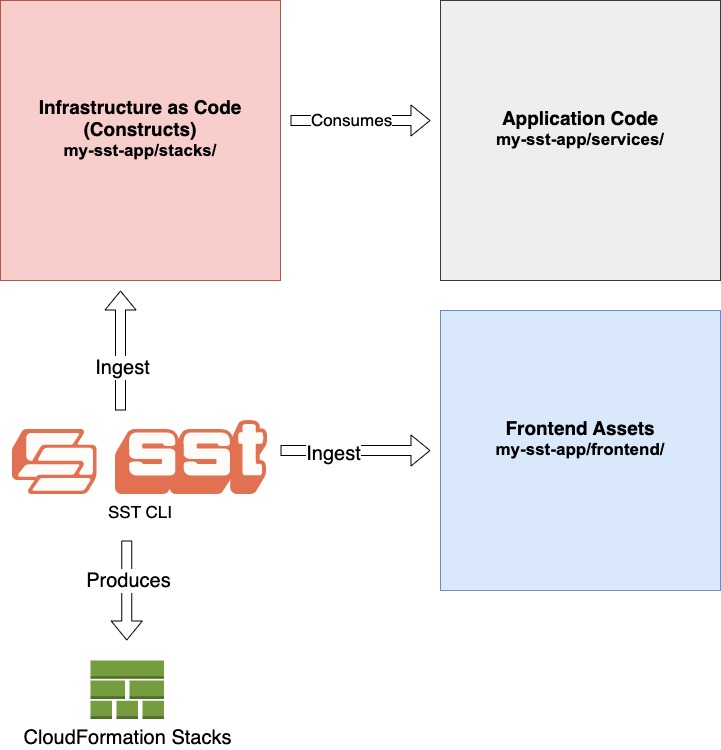 Infrastructure as Code
(Constructs)
my-sst-app/stacks/
Consumes
Application Code
my-sst-app/services/
Ingest
Frontend Assets
my-sst-app/frontend/
sst
Ingest
SST CLI
Produces
CloudFormation Stacks